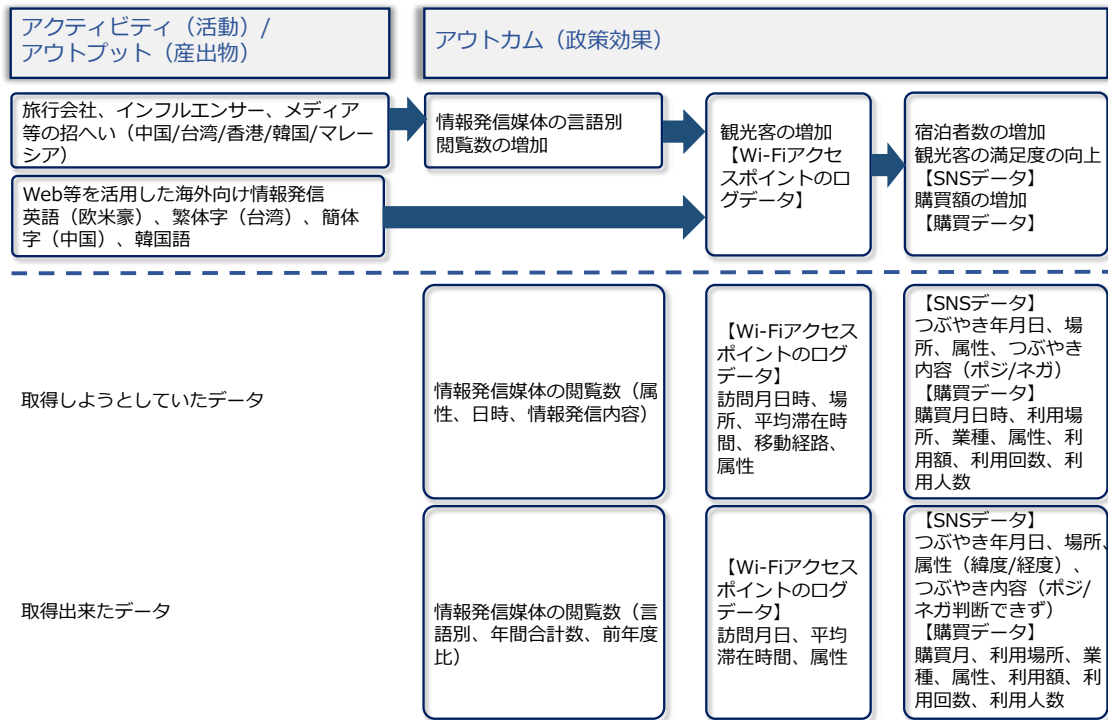 アクティビティ（活動）/
アウトプット（産出物）
アウトカム（政策効果）
旅行会社、インフルエンサー、メディア
等の招へい（中国/台湾/香港/韓国/マレー
シア）
情報発信媒体の言語別
閲覧数の増加
観光客の増加
【Wi-Fiアクセ
スポイントのロ
グデータ】
宿泊者数の増加
観光客の満足度の向上
【SNSデータ】
購買額の増加
【購買データ】
Web等を活用した海外向け情報発信
英語（欧米豪）、繁体字（台湾）、簡体
字（中国）、韓国語
取得しようとしていたデータ
情報発信媒体の閲覧数（属
性、日時、情報発信内容）
【Wi-Fiアクセス
ポイントのログ
データ】
訪問月日時、場
所、平均滞在時
間、移動経路、
属性
【SNSデータ】
つぶやき年月日、場
所、属性、つぶやき
内容（ポジ/ネガ）
【購買データ】
購買月日時、利用場
所、業種、属性、利
用額、利用回数、利
用人数
取得出来たデータ
情報発信媒体の閲覧数（言
語別、年間合計数、前年度
比）
【Wi-Fiアクセス
ポイントのログ
データ】
訪問月日、平均
滞在時間、属性
【SNSデータ】
つぶやき年月日、場所、
属性（緯度/経度）、
つぶやき内容（ポジ/
ネガ判断できず）
【購買データ】
購買月、利用場所、業
種、属性、利用額、利
用回数、利用人数